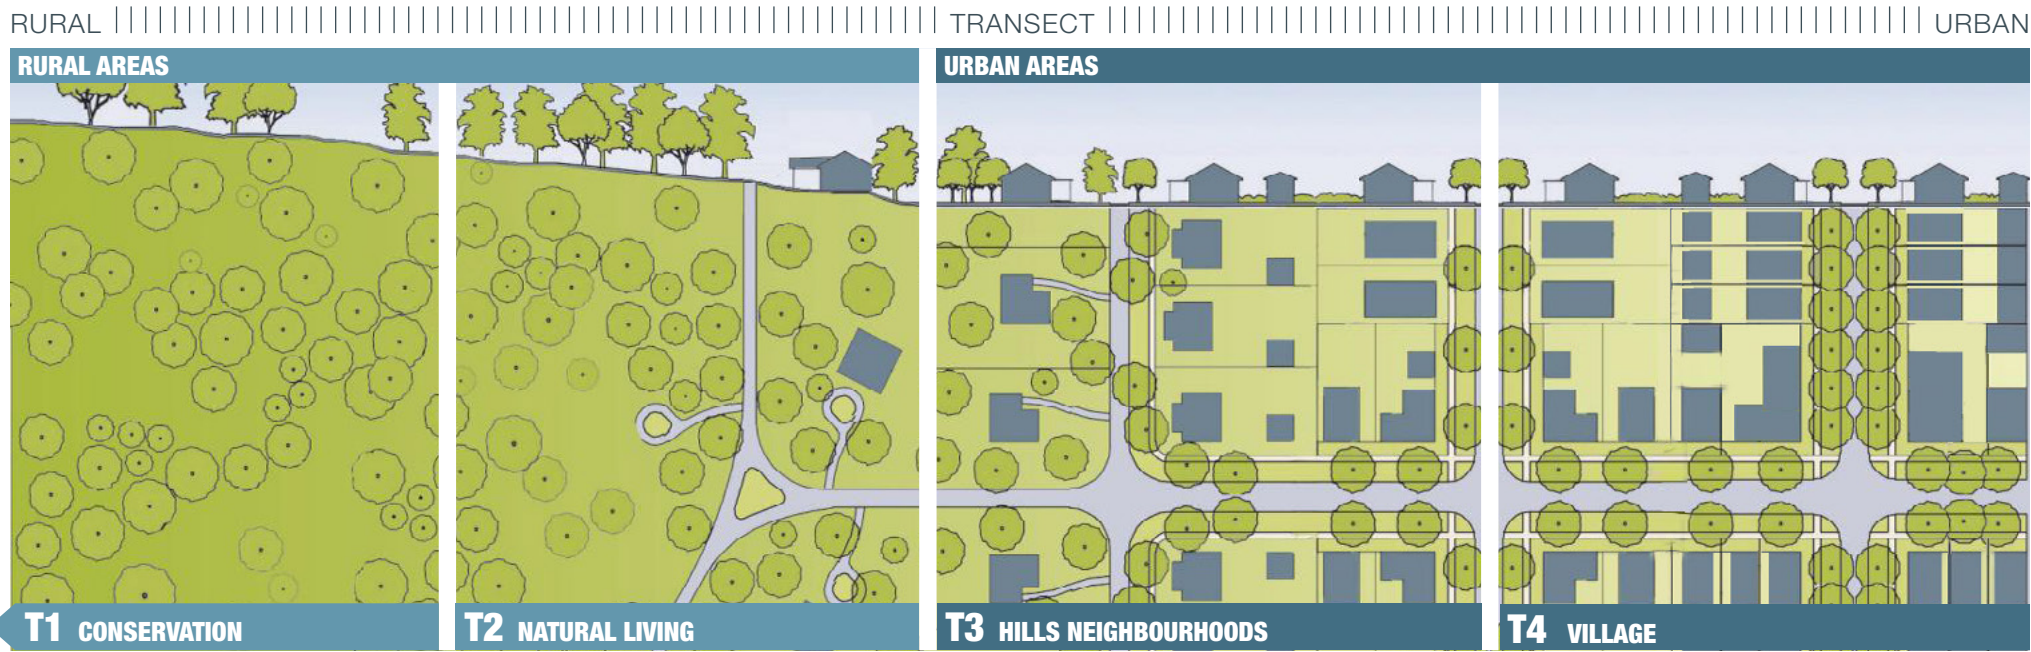 RURAL TRANSECT URBAN
RURAL AREAS
URBAN AREAS
T1 CONSERVATION
T2 NATURAL LIVING
T3 HILLS NEIGHBOURHOODS
T4 VILLAGE